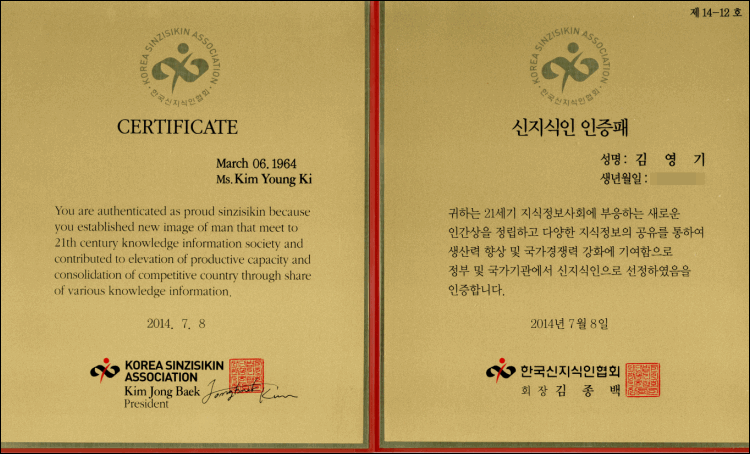 KOREA SINZISIKIN ASSOCIATION
한국신지식인협회
CERTIFICATE
March 06. 1964
Ms. Kim Young Ki
You are authenticated as proud sinzisikin because
you established new image of man that meet to
21th century knowledge information society and
contributed to elevation of productive capacity and
consolidation of competitive country through share
of various knowledge information.
2014. 7. 8
KOREA SINZISIKIN
ASSOCIATION
Kim Jong Baek
President
제 14-12 호
KOREA SINZISIKIN ASSOCIATION
한국신지식인협회
신지식인 인증패
성명: 김 영 기
생년월일:
귀하는 21세기 지식정보사회에 부응하는 새로운
인간상을 정립하고 다양한 지식정보의 공유를 통하여
생산력 향상 및 국가경쟁력 강화에 기여함으로
정부 및 국가기관에서 신지식인으로 선정하였음을
인증합니다.
2014년 7월 8일
한국신지식인협회
회 장 김 종 백